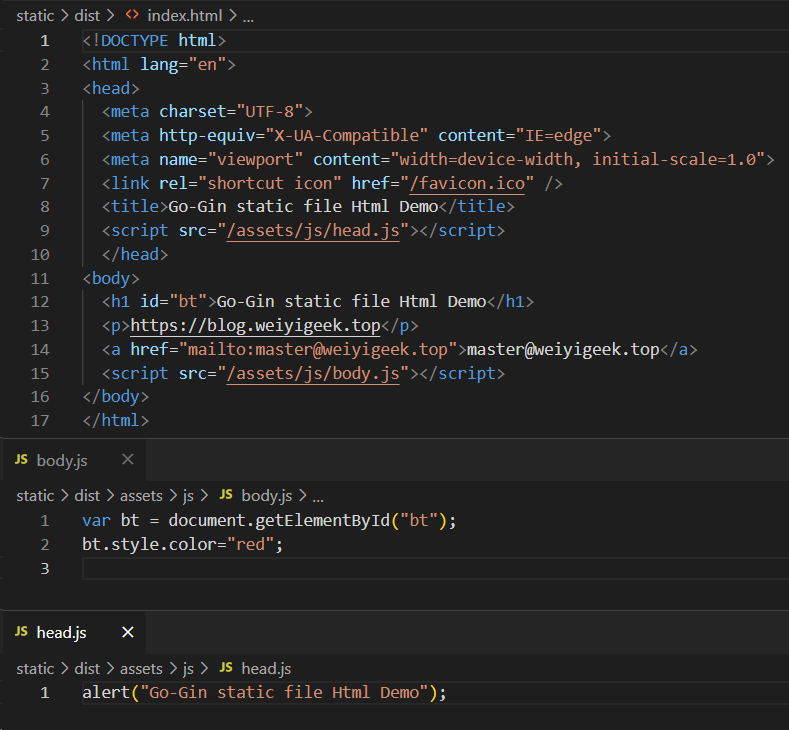 static > dist > <> index.html > ...
1 <!DOCTYPE html>
2 <html lang="en">
3 <head>
4   <meta charset="UTF-8">
5   <meta http-equiv="X-UA-Compatible" content="IE=edge">
6   <meta name="viewport" content="width=device-width, initial-scale=1.0">
7   <link rel="shortcut icon" href="/favicon.ico" />
8   <title>Go-Gin static file Html Demo</title>
9   <script src="/assets/js/head.js"></script>
10   </head>
11 <body>
12   <h1 id="bt">Go-Gin static file Html Demo</h1>
13   <p>https://blog.weiyigeek.top</p>
14   <a href="mailto:master@weiyigeek.top">master@weiyigeek.top</a>
15   <script src="/assets/js/body.js"></script>
16 </body>
17 </html>
JS body.js ×
static > dist > assets > js > JS body.js > ...
1 var bt = document.getElementById("bt");
2 bt.style.color="red";
3
JS head.js ×
static > dist > assets > js > JS head.js
1 alert("Go-Gin static file Html Demo");